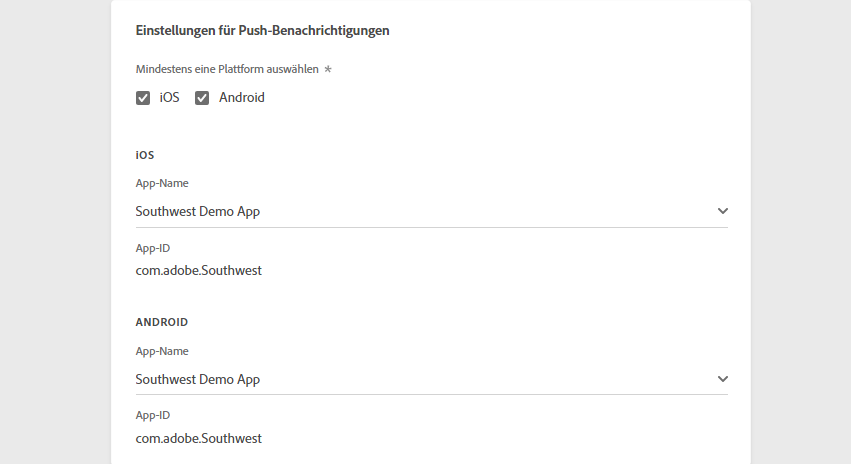 Einstellungen für Push-Benachrichtigungen
Mindestens eine Plattform auswählen *
iOS Android
iOS
App-Name
Southwest Demo App
App-ID
com.adobe.Southwest
ANDROID
App-Name
Southwest Demo App
App-ID
com.adobe.Southwest